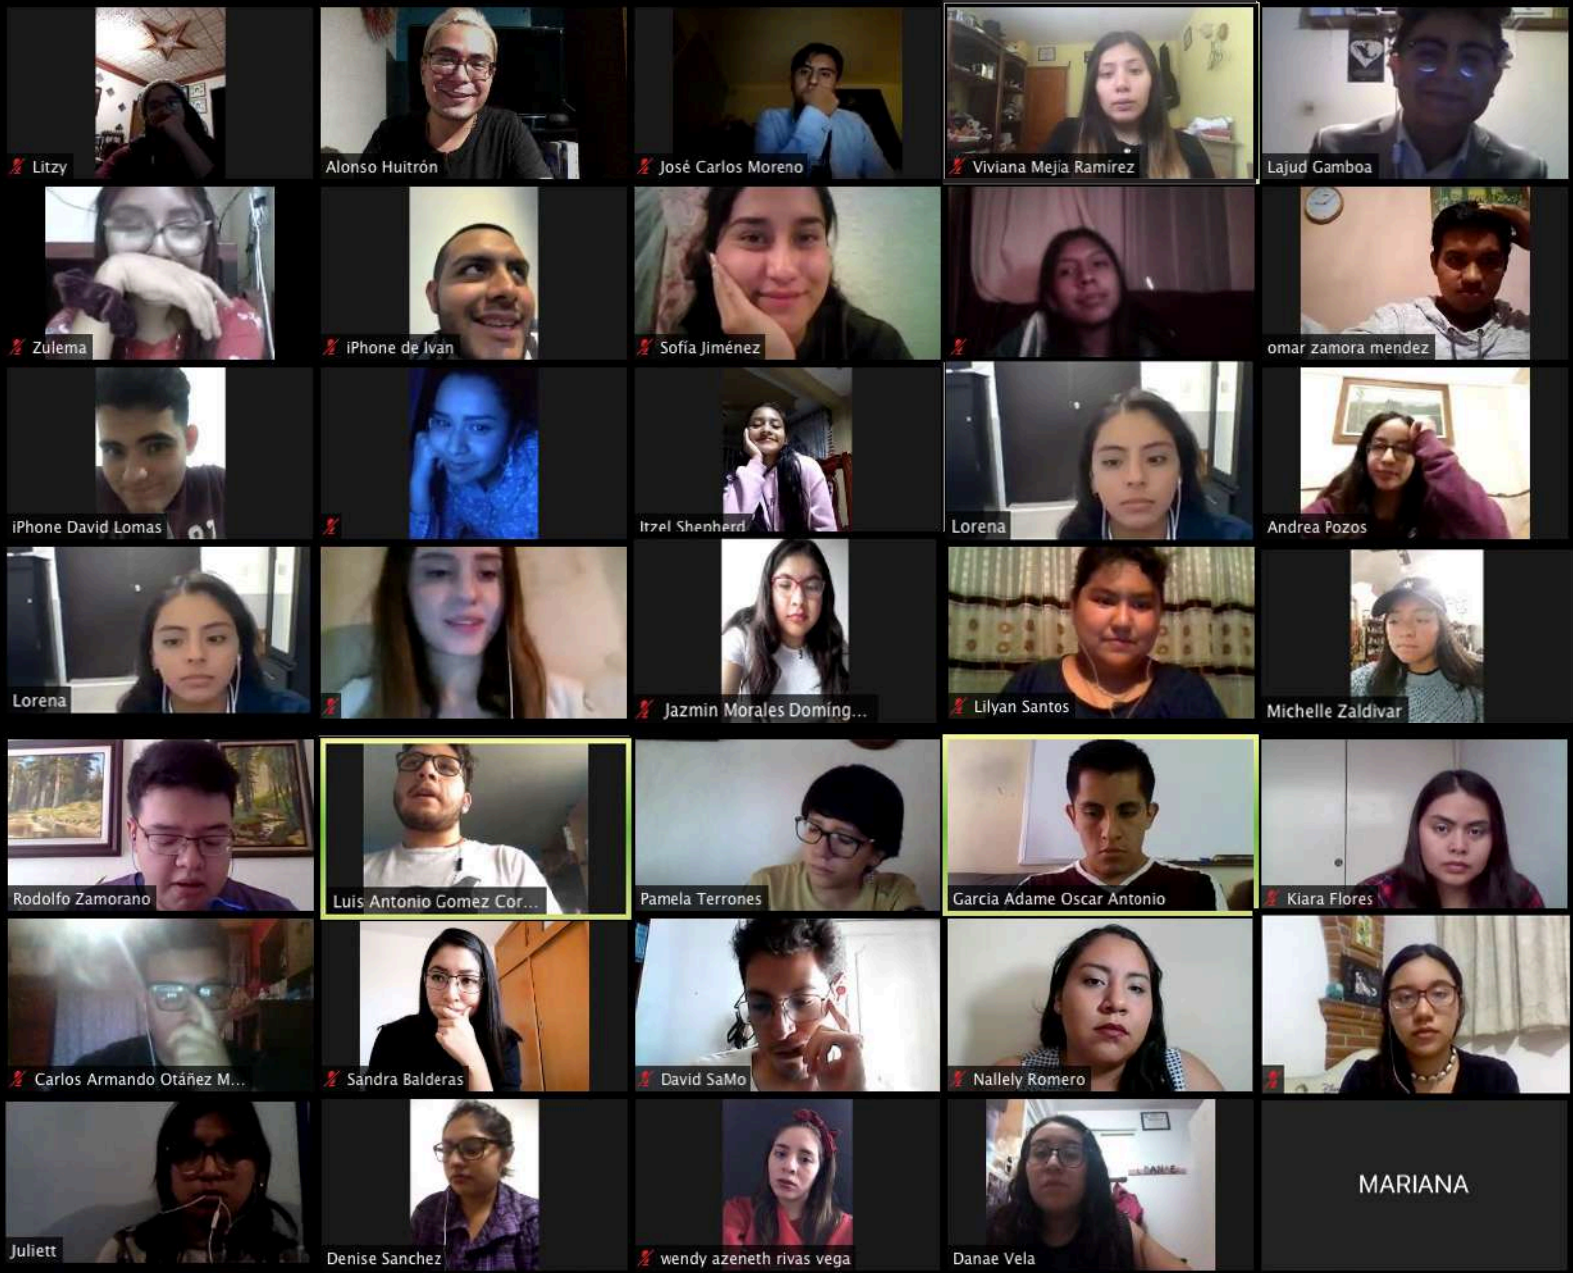 Litzy
Alonso Huitrón
José Carlos Moreno
Viviana Mejía Ramírez
Lajud Gamboa
Zulema
iPhone de Ivan
Sofía Jiménez
omar zamora mendez
iPhone David Lomas
Itzel Shepherd
Lorena
Andrea Pozos
Lorena
Jazmin Morales Doming...
Lilyan Santos
Michelle Zaldivar
Rodolfo Zamorano
Luis Antonio Gomez Cor...
Pamela Terrones
Garcia Adame Oscar Antonio
Kiara Flores
Carlos Armando Otáñez M...
Sandra Balderas
David SaMo
Nallely Romero
Juliett
Denise Sanchez
wendy azeneth rivas vega
DANAE
Danae Vela
MARIANA